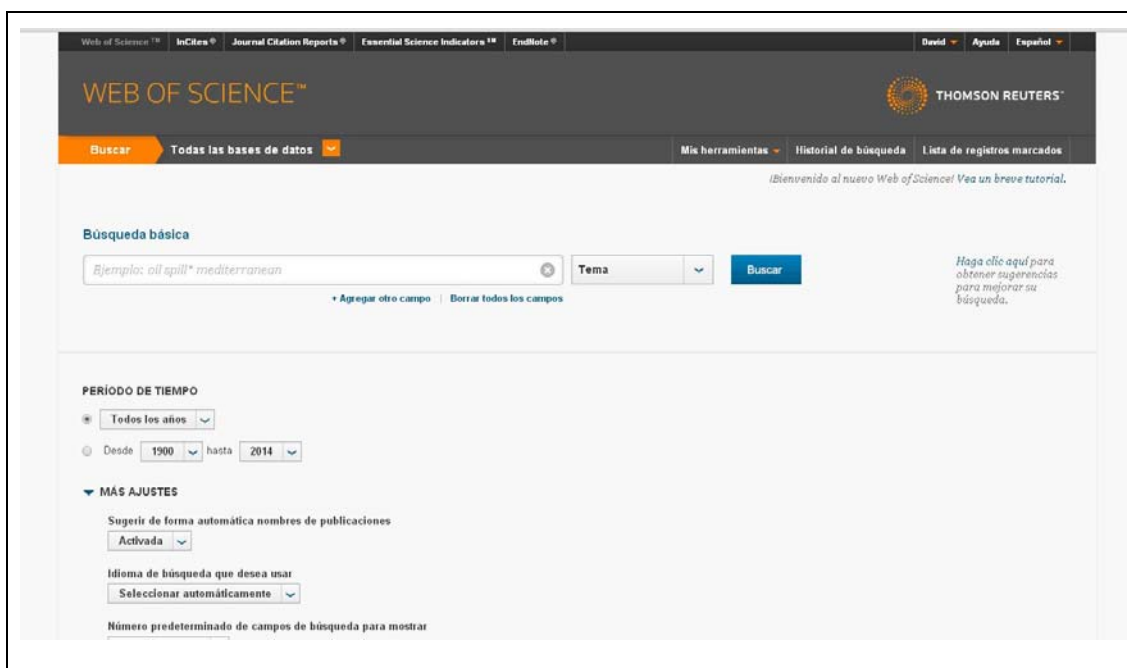 Web of Science™ InCites® Journal Citation Reports® Essential Science Indicators℠ EndNote® David Ayuda Español
WEB OF SCIENCE™ THOMSON REUTERS™
Buscar Todas las bases de datos Mis herramientas Historial de búsqueda Lista de registros marcados
¡Bienvenido al nuevo Web of Science! Vea un breve tutorial.
Búsqueda básica
Ejemplo: oil spill* mediterranean Tema Buscar
Haga clic aquí para
obtener sugerencias
para mejorar su
búsqueda.
+ Agregar otro campo | Borrar todos los campos
PERÍODO DE TIEMPO
Todos los años
Desde 1900 hasta 2014
MÁS AJUSTES
Sugerir de forma automática nombres de publicaciones
Activada
Idioma de búsqueda que desea usar
Seleccionar automáticamente
Número predeterminado de campos de búsqueda para mostrar